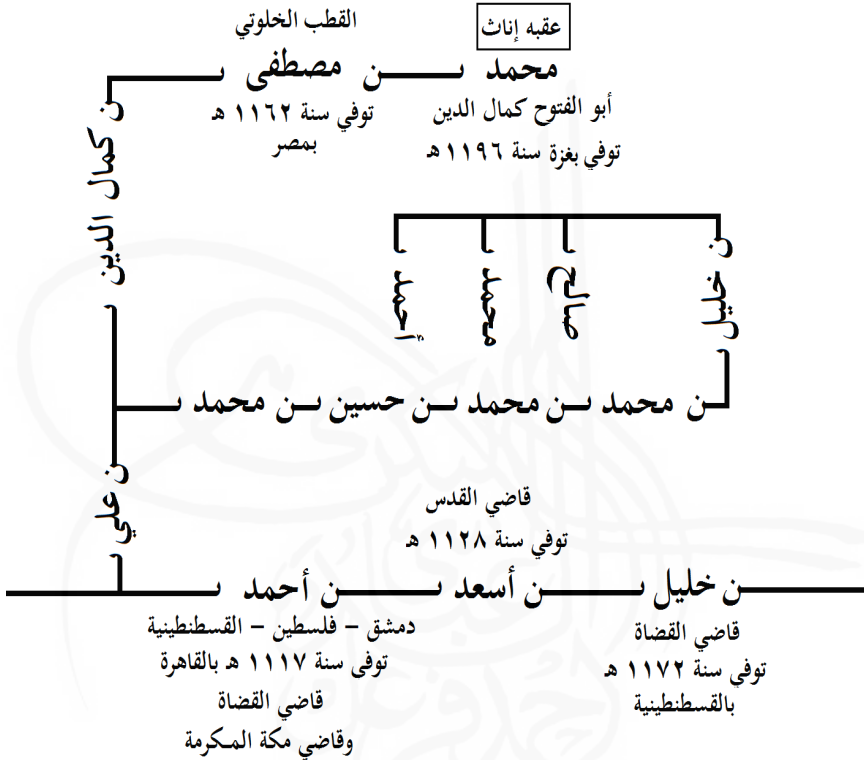 عقبه إناث
القطب الخلوتي
محمد بن مصطفى بن كمال الدين
أبو الفتوح كمال الدين
توفي بغزة سنة ١١٩٦ هـ
توفي سنة ١١٦٢ هـ
بمصر
بن خليل
صالح
محمد
أحمد
بن محمد بن محمد بن حسين بن محمد
بن علي
قاضي القدس
توفي سنة ١١٢٨ هـ
بن خليل بن أسعد بن أحمد
قاضي القضاة
توفي سنة ١١٧٢ هـ
بالقسطنطينية
دمشق – فلسطين – القسطنطينية
توفى سنة ١١١٧ هـ بالقاهرة
قاضي القضاة
وقاضي مكة المكرمة